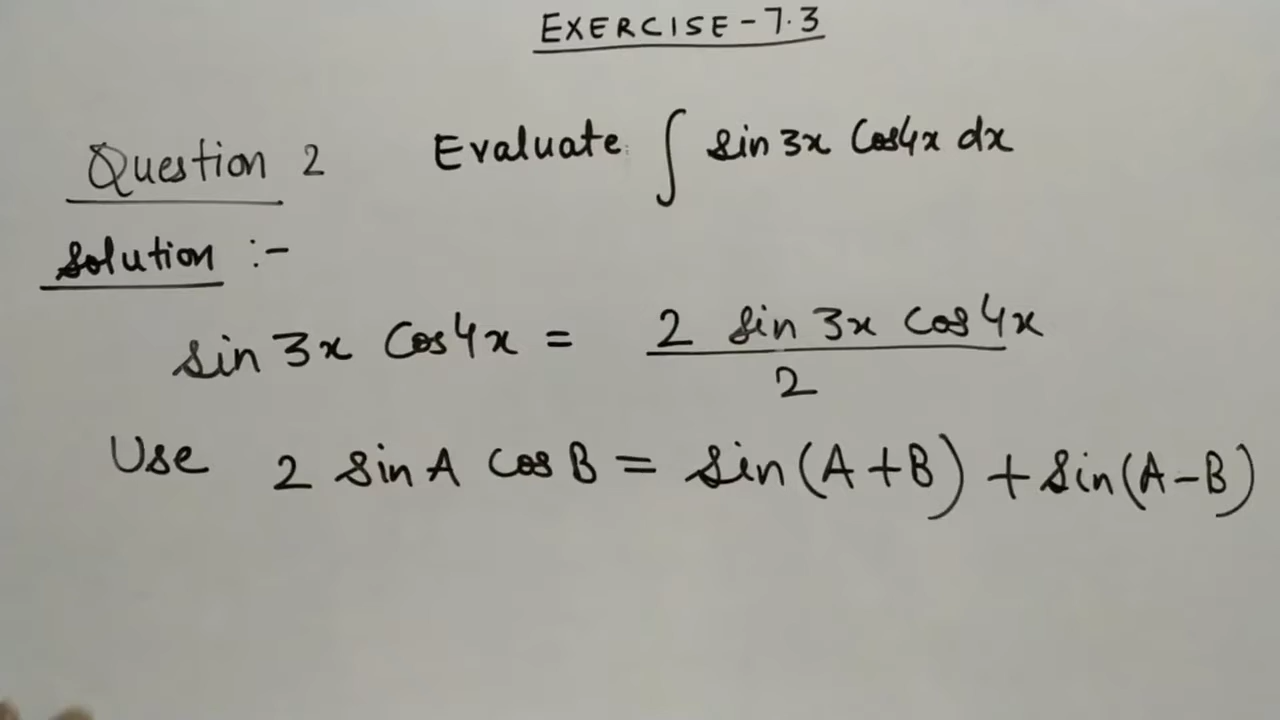 EXERCISE-7.3
Question 2 Evaluate ∫ sin 3x Cos4x dx
Solution :-
sin 3x Cos4x = 2 sin 3x cos 4x / 2
Use 2 sin A cos B = sin(A+B) + sin(A-B)